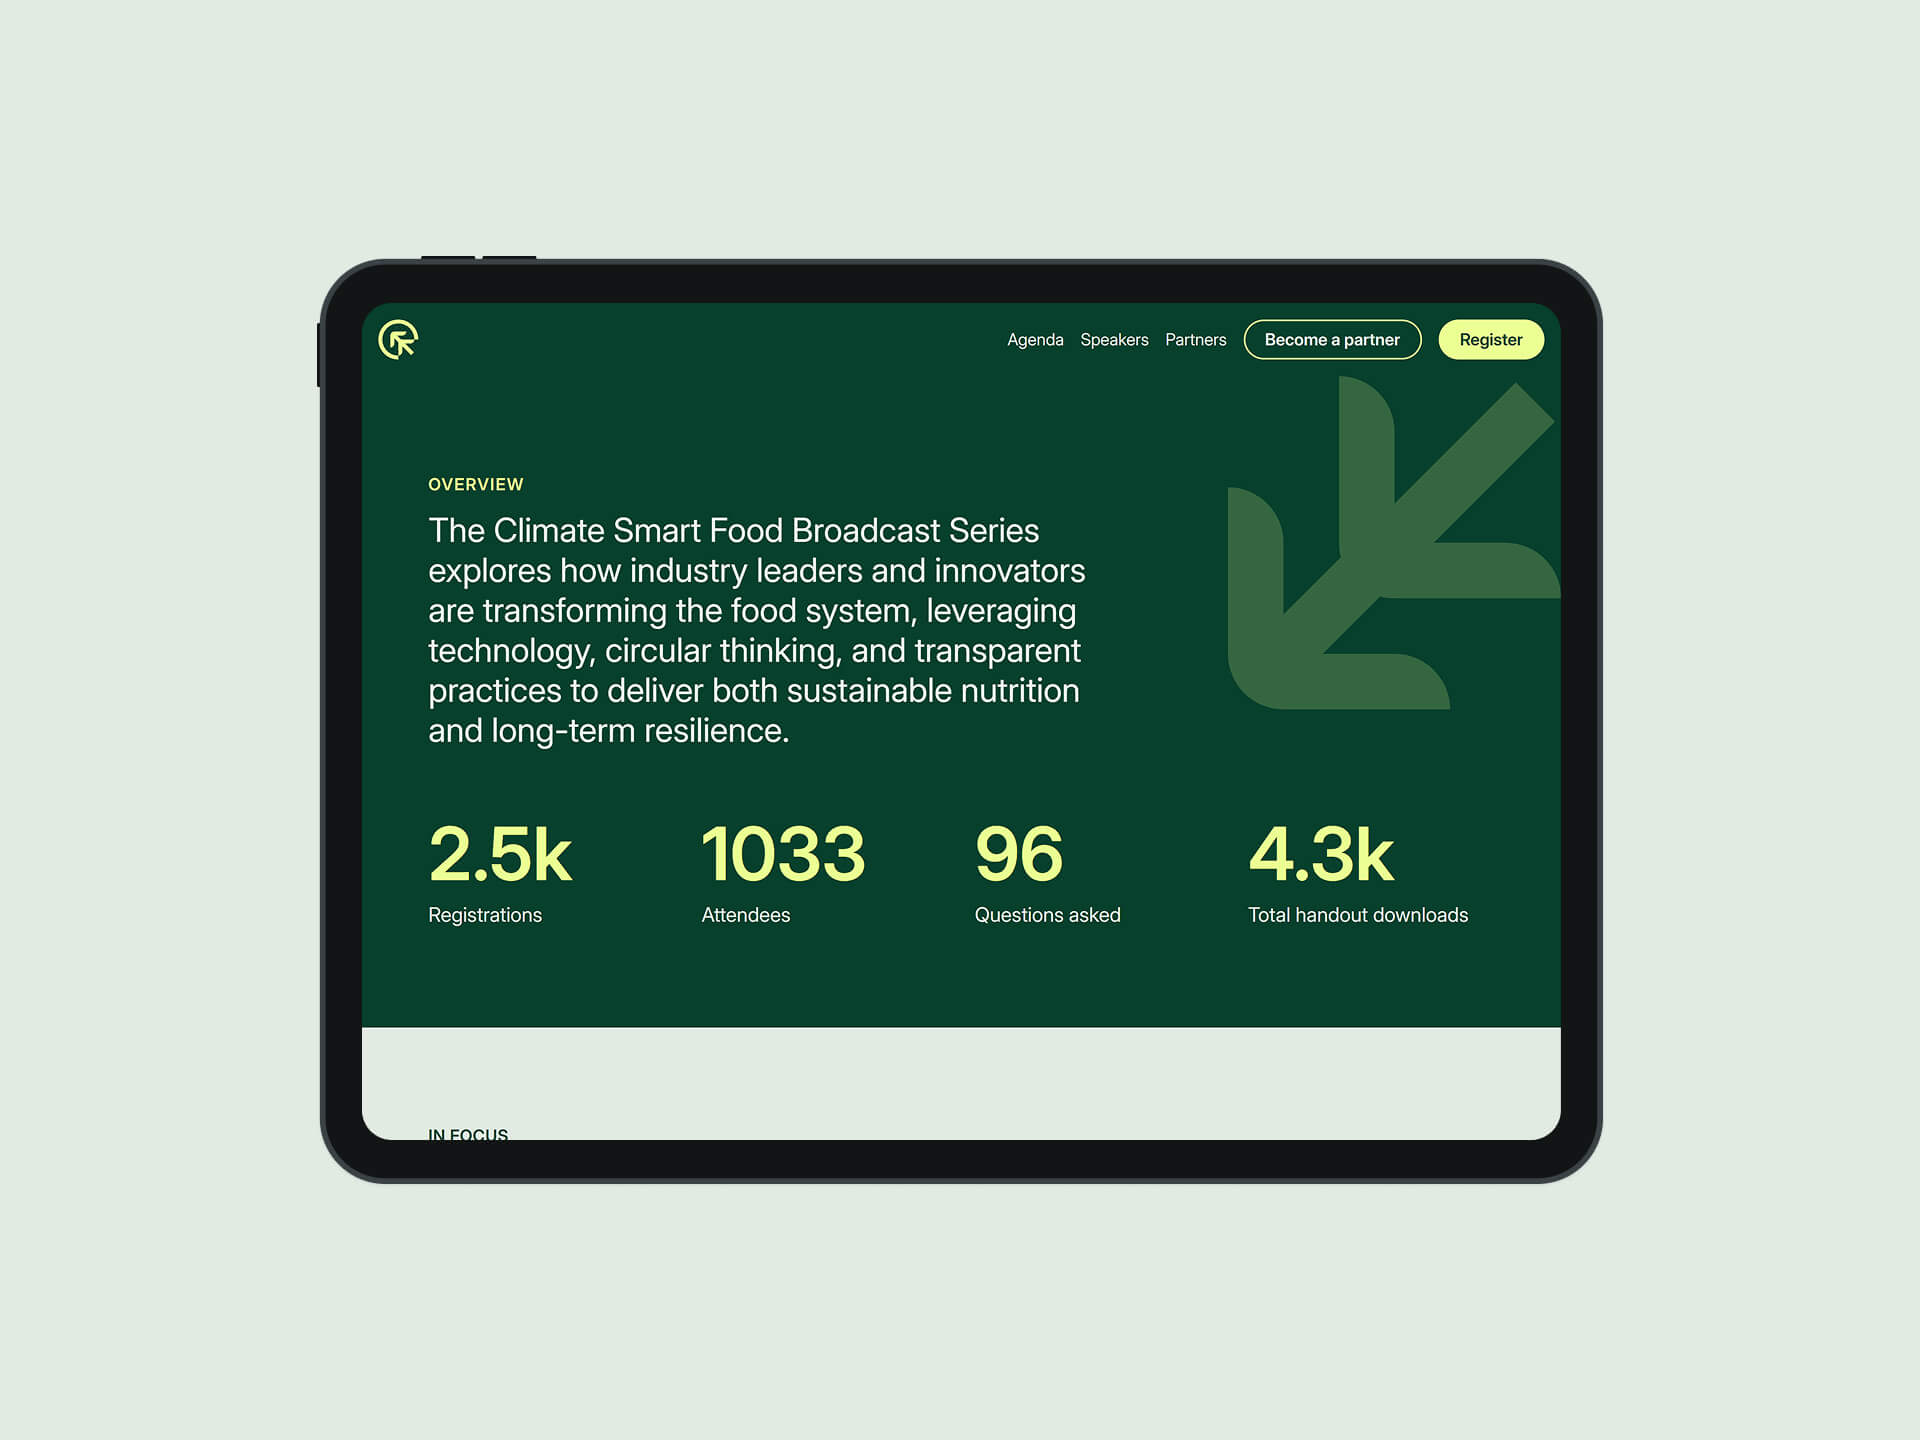 Agenda Speakers Partners Become a partner Register
OVERVIEW
The Climate Smart Food Broadcast Series
explores how industry leaders and innovators
are transforming the food system, leveraging
technology, circular thinking, and transparent
practices to deliver both sustainable nutrition
and long-term resilience.
2.5k 1033 96 4.3k
Registrations Attendees Questions asked Total handout downloads
IN FOCUS